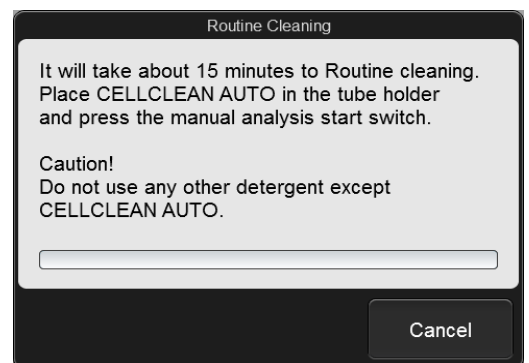 Routine Cleaning
It will take about 15 minutes to Routine cleaning.
Place CELLCLEAN AUTO in the tube holder
and press the manual analysis start switch.
Caution!
Do not use any other detergent except
CELLCLEAN AUTO.
Cancel